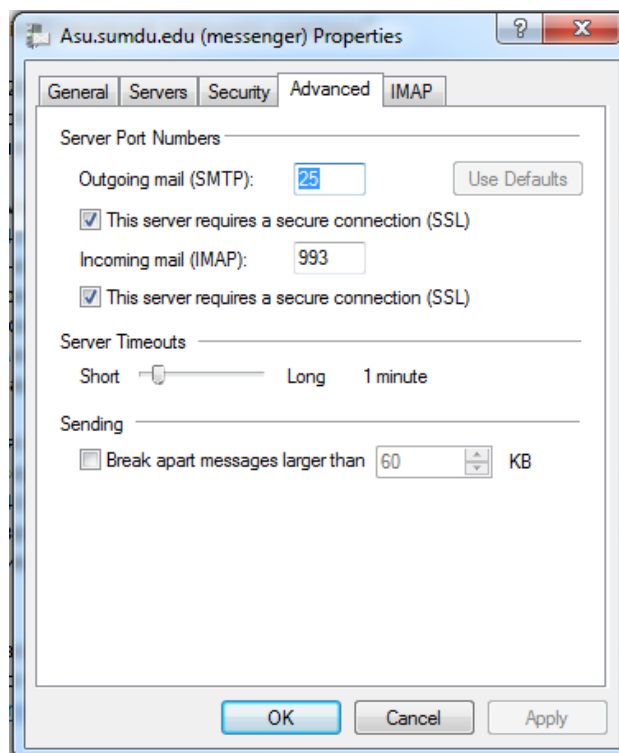 Asu.sumdu.edu (messenger) Properties
General Servers Security Advanced IMAP
Server Port Numbers
Outgoing mail (SMTP): 25 Use Defaults
This server requires a secure connection (SSL)
Incoming mail (IMAP): 993
This server requires a secure connection (SSL)
Server Timeouts
Short Long 1 minute
Sending
Break apart messages larger than 60 KB
OK Cancel Apply